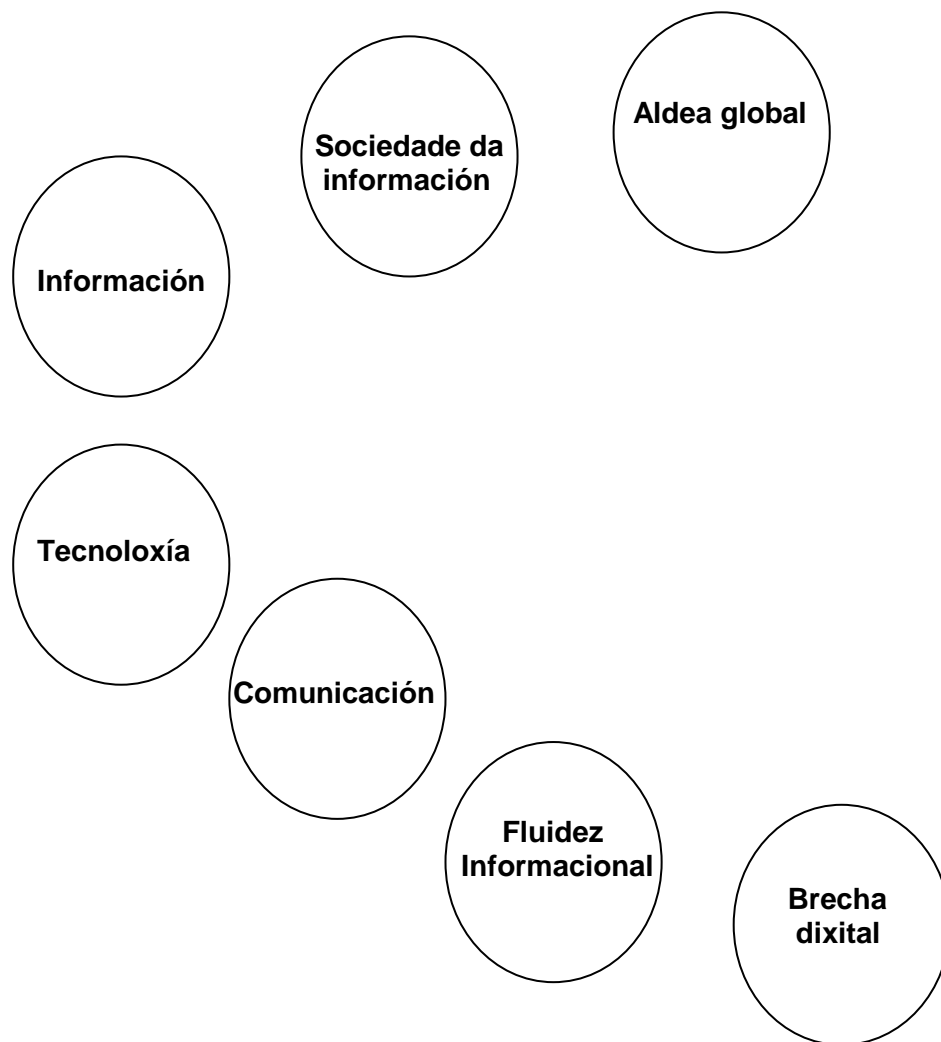 Aldea global
Sociedade da
información
Información
Tecnoloxía
Comunicación
Fluidez
Informacional
Brecha
dixital